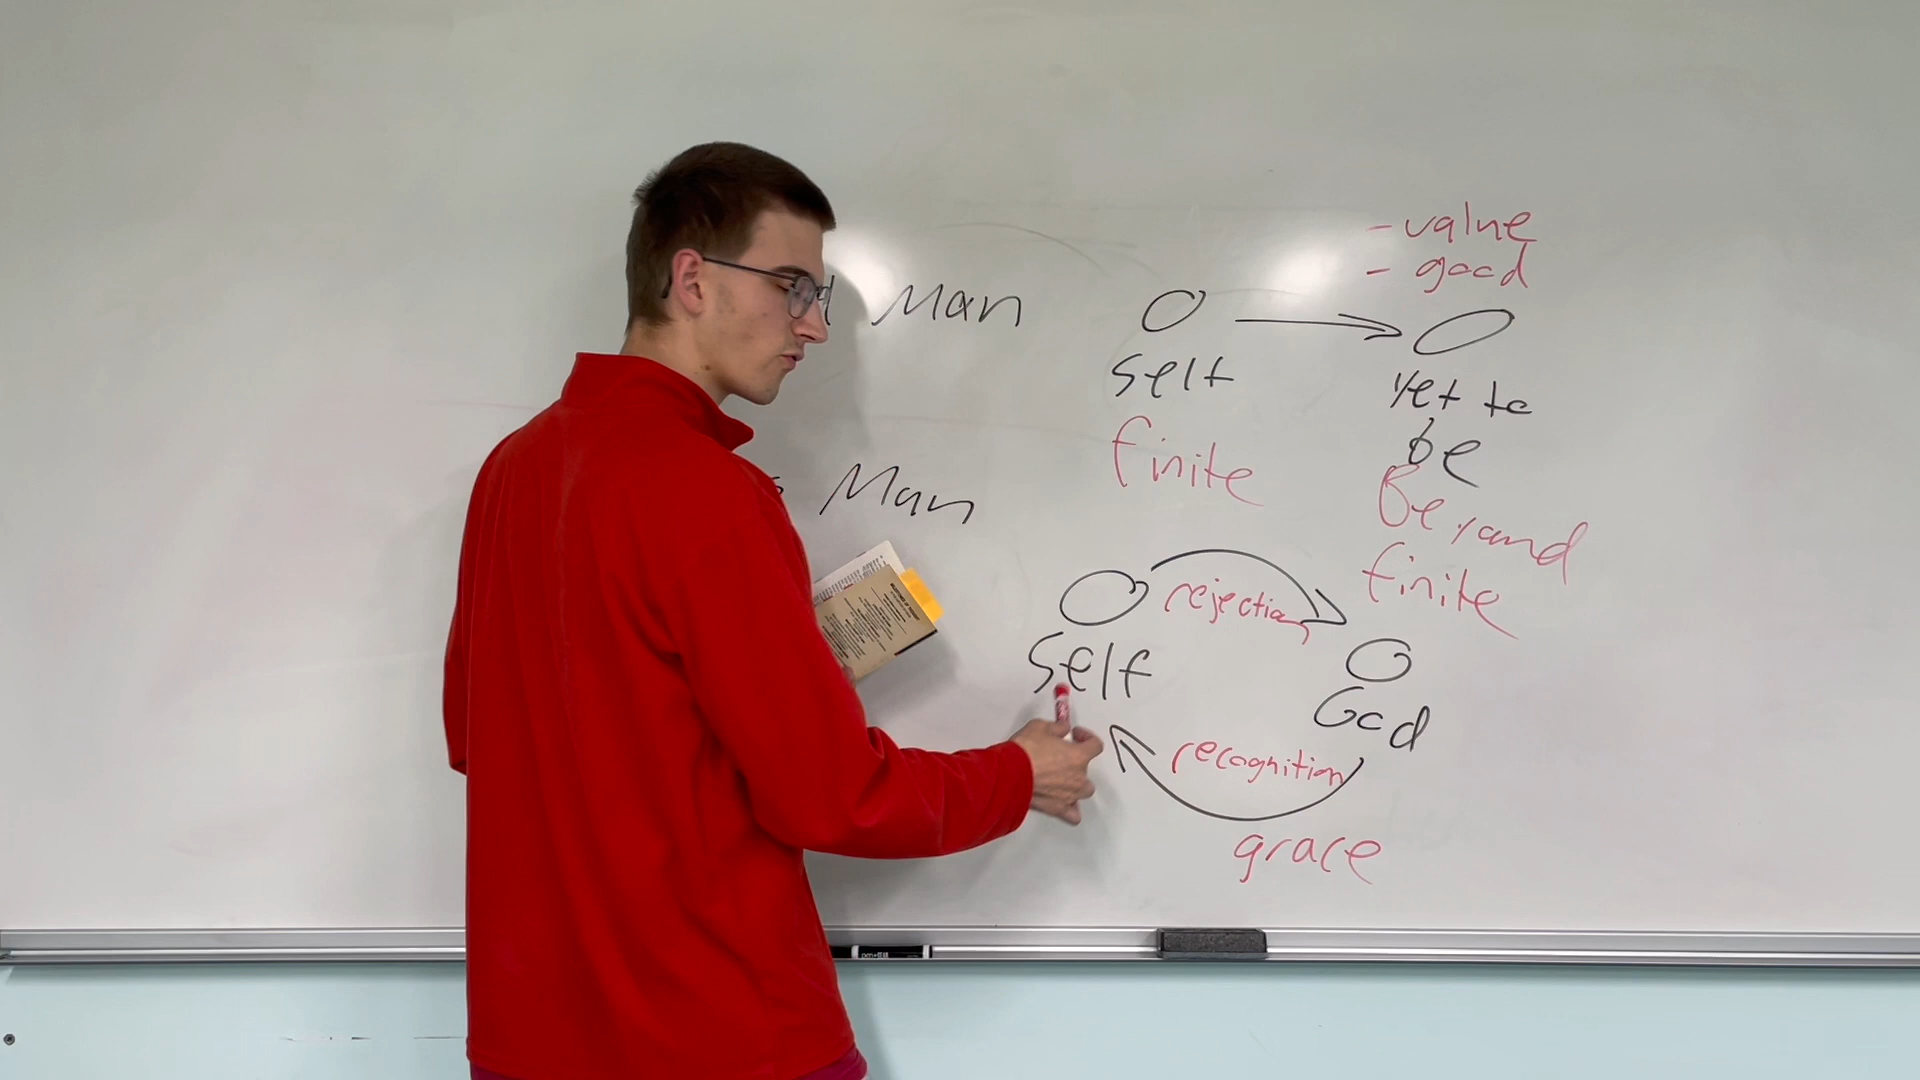 - value
- good
Man
self
yet to
be
finite
Beyond
finite
Man
rejection
Self
God
recognition
grace